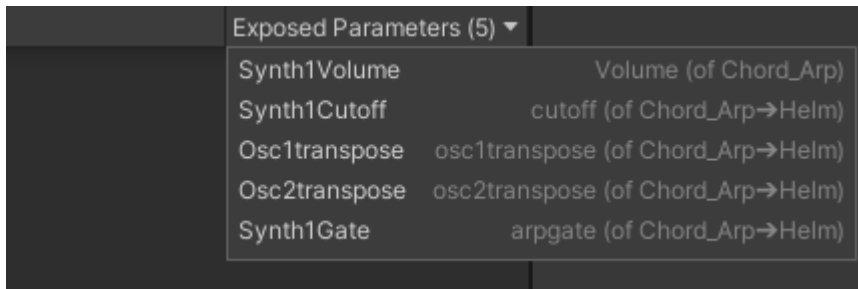 Exposed Parameters (5) ▼
Synth1Volume Volume (of Chord_Arp)
Synth1Cutoff cutoff (of Chord_Arp➔Helm)
Osc1transpose osc1transpose (of Chord_Arp➔Helm)
Osc2transpose osc2transpose (of Chord_Arp➔Helm)
Synth1Gate arpgate (of Chord_Arp➔Helm)